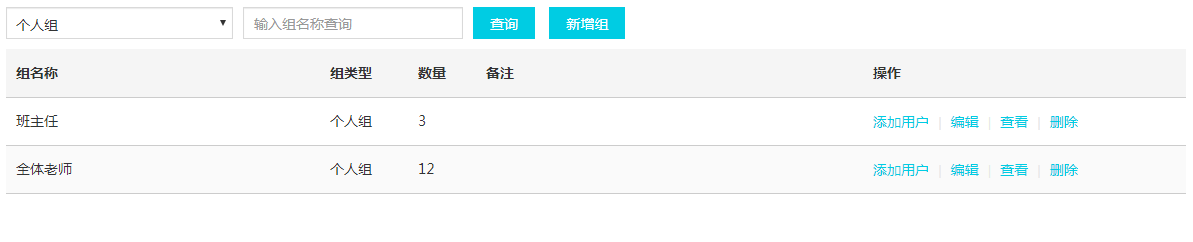 个人组 输入组名称查询 查询 新增组
组名称 组类型 数量 备注 操作
班主任 个人组 3 添加用户 | 编辑 | 查看 | 删除
全体老师 个人组 12 添加用户 | 编辑 | 查看 | 删除